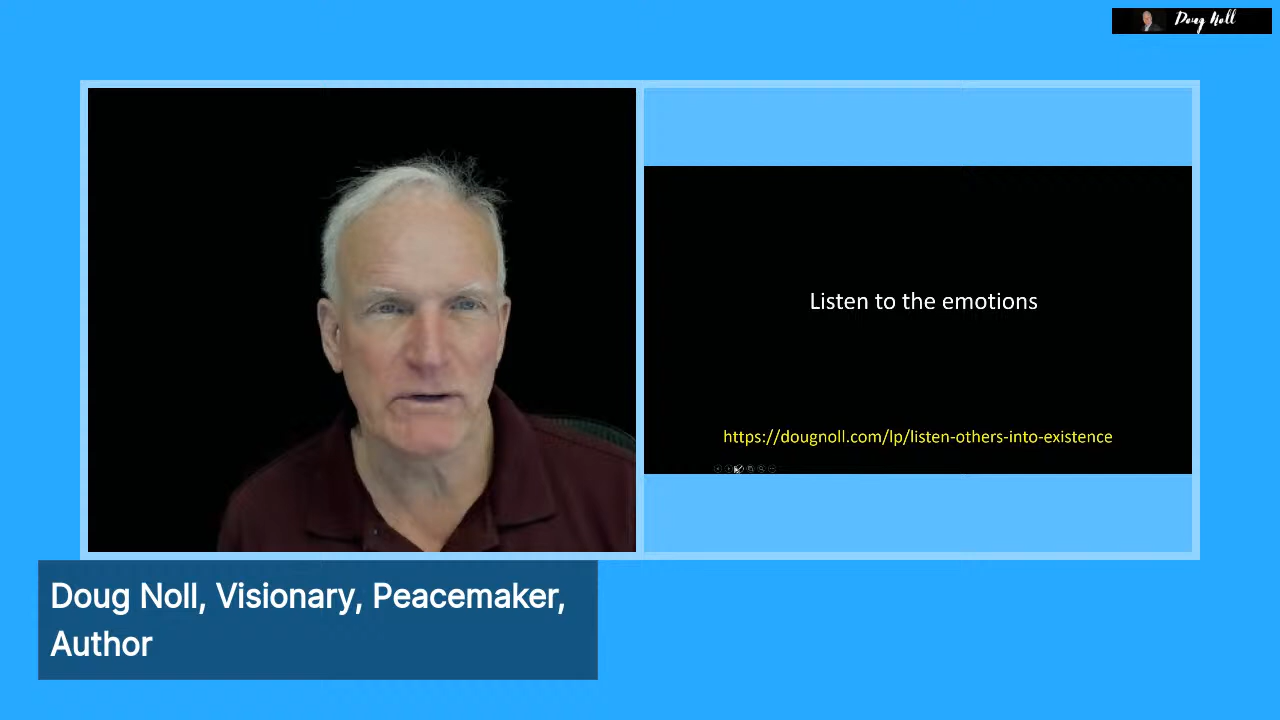 Doug Noll
Listen to the emotions
https://dougnoll.com/lp/listen-others-into-existence
Doug Noll, Visionary, Peacemaker,
Author